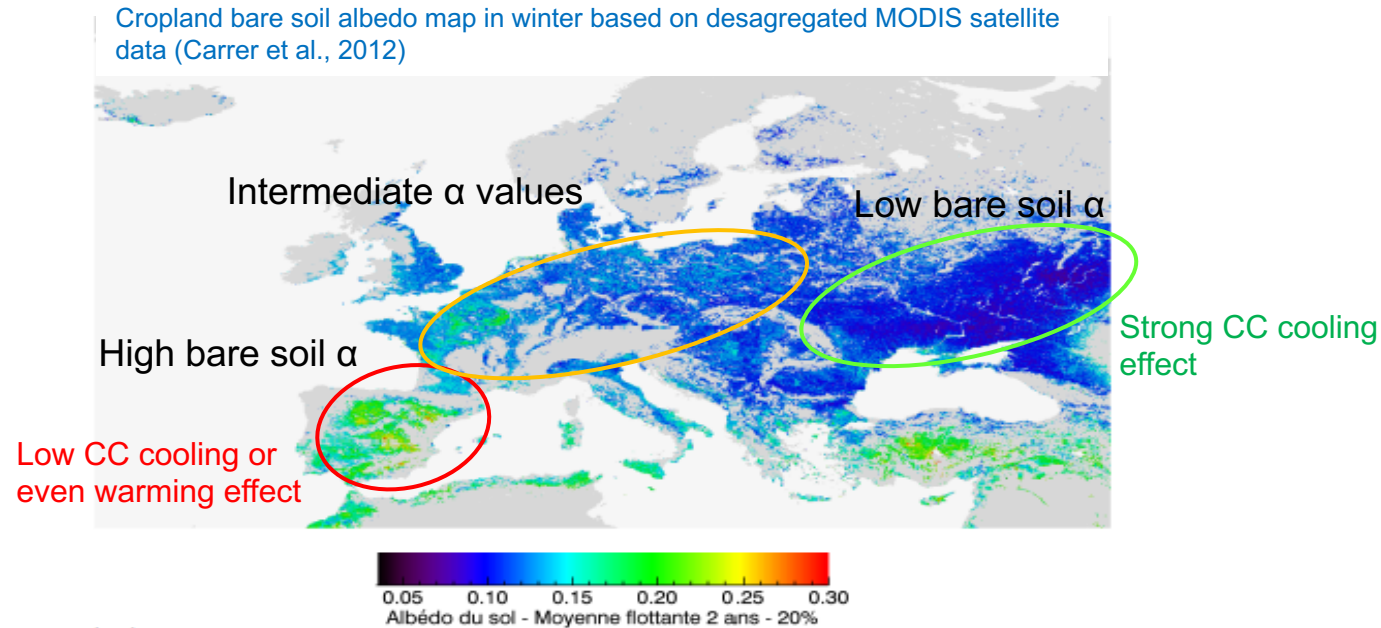 Cropland bare soil albedo map in winter based on desagregated MODIS satellite
data (Carrer et al., 2012)
Intermediate α values
Low bare soil α
High bare soil α
Strong CC cooling
effect
Low CC cooling or
even warming effect
0.05 0.10 0.15 0.20 0.25 0.30
Albédo du sol - Moyenne flottante 2 ans - 20%